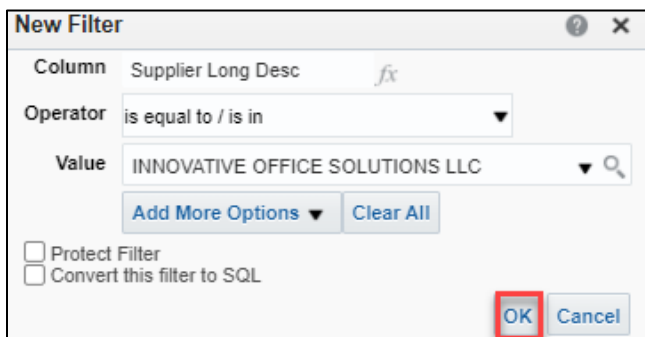 New Filter
Column Supplier Long Desc fx
Operator is equal to / is in
Value INNOVATIVE OFFICE SOLUTIONS LLC
Add More Options Clear All
Protect Filter
Convert this filter to SQL
OK Cancel